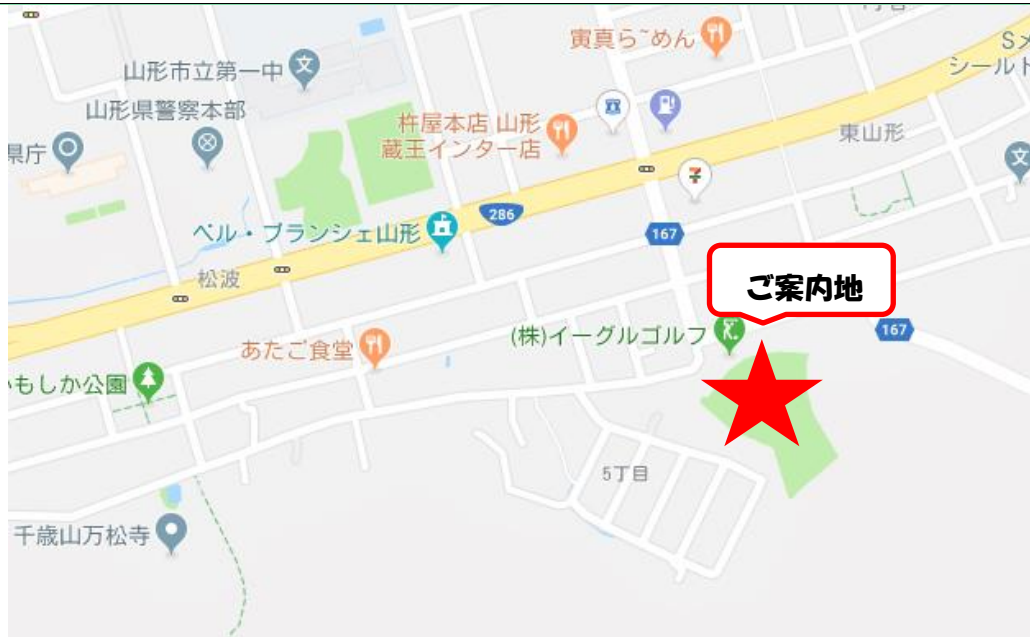 寅真ら~めん
Sメ
シールド
山形市立第一中
山形県警察本部
杵屋本店 山形
蔵王インター店
東山形
県庁
286
ベル・ブランシェ山形
167
松波
ご案内地
(株)イーグルゴルフ
167
あたご食堂
かもしか公園
5丁目
千歳山万松寺